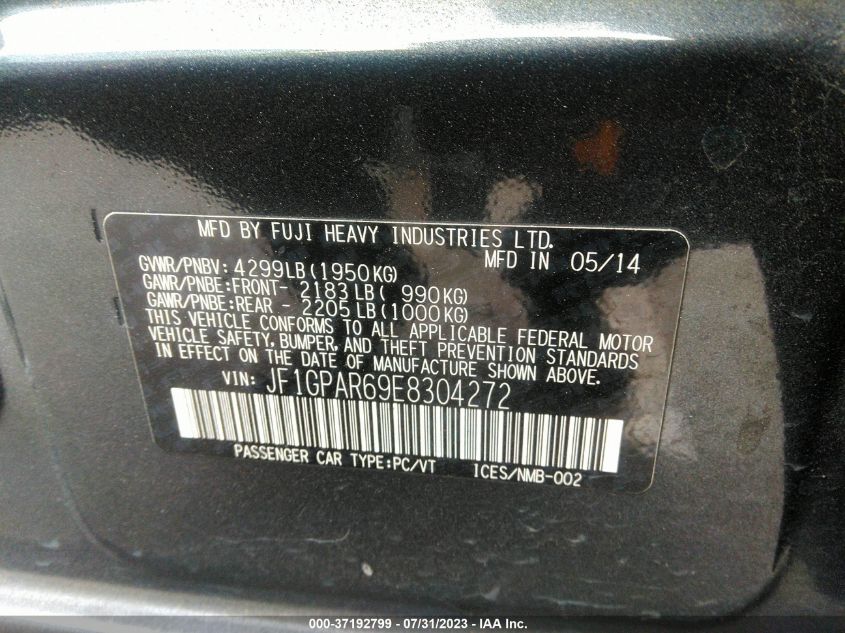 MFD BY FUJI HEAVY INDUSTRIES LTD.
GVWR/PNBV: 4299LB(1950KG) MFD IN 05/14
GAWR/PNBE:FRONT- 2183LB( 990KG)
GAWR/PNBE:REAR - 2205LB(1000KG)
THIS VEHICLE CONFORMS TO ALL APPLICABLE FEDERAL MOTOR
VEHICLE SAFETY, BUMPER, AND THEFT PREVENTION STANDARDS
IN EFFECT ON THE DATE OF MANUFACTURE SHOWN ABOVE.
VIN: JF1GPAR69E8304272
PASSENGER CAR TYPE:PC/VT ICES/NMB-002
000-37192799 - 07/31/2023 - IAA Inc.